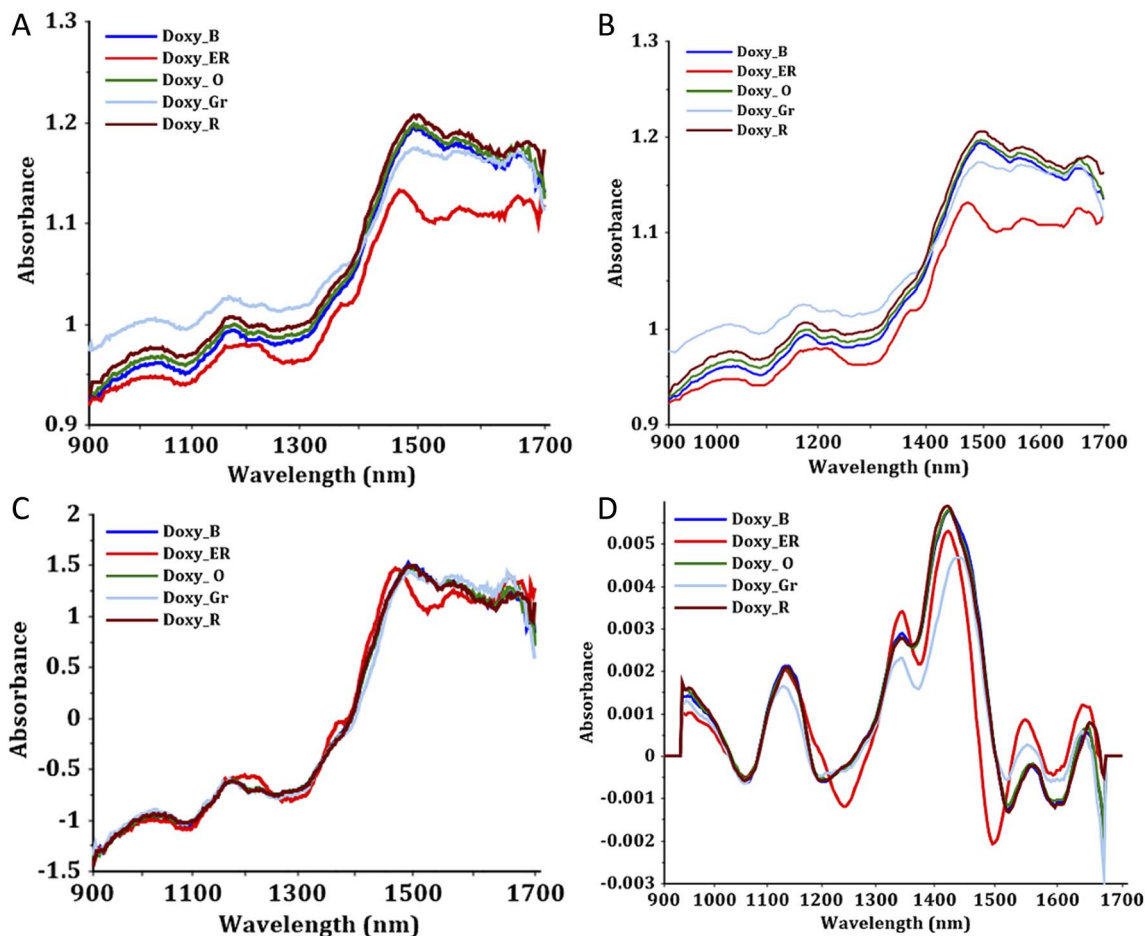 A
1.3
1.2
1.1
1
0.9
Absorbance
Doxy_B
Doxy_ER
Doxy_ O
Doxy_Gr
Doxy_R
900 1100 1300 1500 1700
Wavelength (nm)
B
1.3
1.2
1.1
1
0.9
Absorbance
Doxy_B
Doxy_ER
Doxy_ O
Doxy_Gr
Doxy_R
900 1000 1200 1300 1400 1500 1600 1700
Wavelength (nm)
C
2
1.5
1
0.5
0
-0.5
-1
-1.5
Absorbance
Doxy_B
Doxy_ER
Doxy_ O
Doxy_Gr
Doxy_R
900 1100 1300 1500 1700
Wavelength (nm)
D
0.005
0.004
0.003
0.002
0.001
0
-0.001
-0.002
-0.003
Absorbance
Doxy_B
Doxy_ER
Doxy_ O
Doxy_Gr
Doxy_R
900 1000 1100 1200 1300 1400 1500 1600 1700
Wavelength (nm)